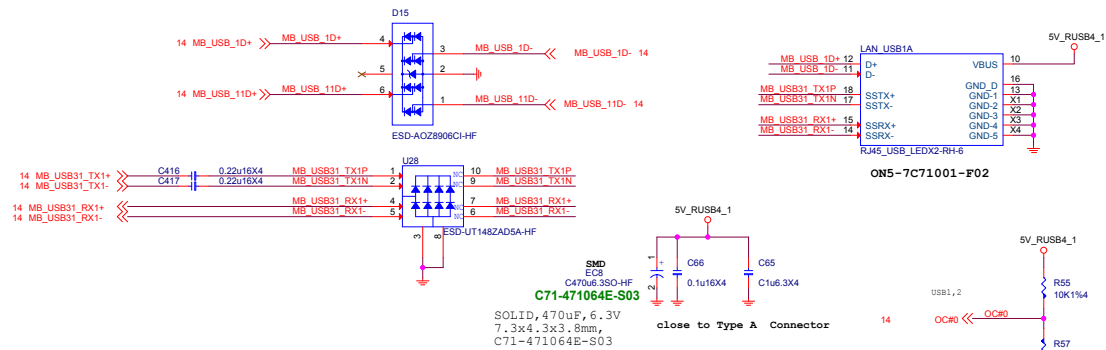 D15
14 MB_USB_1D+ MB_USB_1D+ 4
3 MB_USB_1D- MB_USB_1D- 14
5 2
14 MB_USB_11D+ MB_USB_11D+ 6
1 MB_USB_11D- MB_USB_11D- 14
ESD-AOZ8906CI-HF
U28
14 MB_USB31_TX1+ C416 0.22u16X4 MB_USB31_TX1P 1 NC 10 MB_USB31_TX1P
14 MB_USB31_TX1- C417 0.22u16X4 MB_USB31_TX1N 2 NC 9 MB_USB31_TX1N
14 MB_USB31_RX1+ MB_USB31_RX1+ 4 NC 7 MB_USB31_RX1+
14 MB_USB31_RX1- MB_USB31_RX1- 5 NC 6 MB_USB31_RX1-
3 8
ESD-UT148ZAD5A-HF
LAN_USB1A
5V_RUSB4_1
MB_USB_1D+ 12 D+ VBUS 10
MB_USB_1D- 11 D-
GND_D 16
MB_USB31_TX1P 18 SSTX+ GND-1 13
MB_USB31_TX1N 17 SSTX- GND-2 X1
GND-3 X2
MB_USB31_RX1+ 15 SSRX+ GND-4 X3
MB_USB31_RX1- 14 SSRX- GND-5 X4
RJ45_USB_LEDX2-RH-6
ON5-7C71001-F02
5V_RUSB4_1
SMD
EC8
C470u6.3SO-HF
C71-471064E-S03
1
+
2
C66
0.1u16X4
C65
C1u6.3X4
SOLID,470uF,6.3V
7.3x4.3x3.8mm,
C71-471064E-S03
close to Type A Connector
5V_RUSB4_1
R55
10K1%4
USB1,2
14 OC#0 OC#0
R57